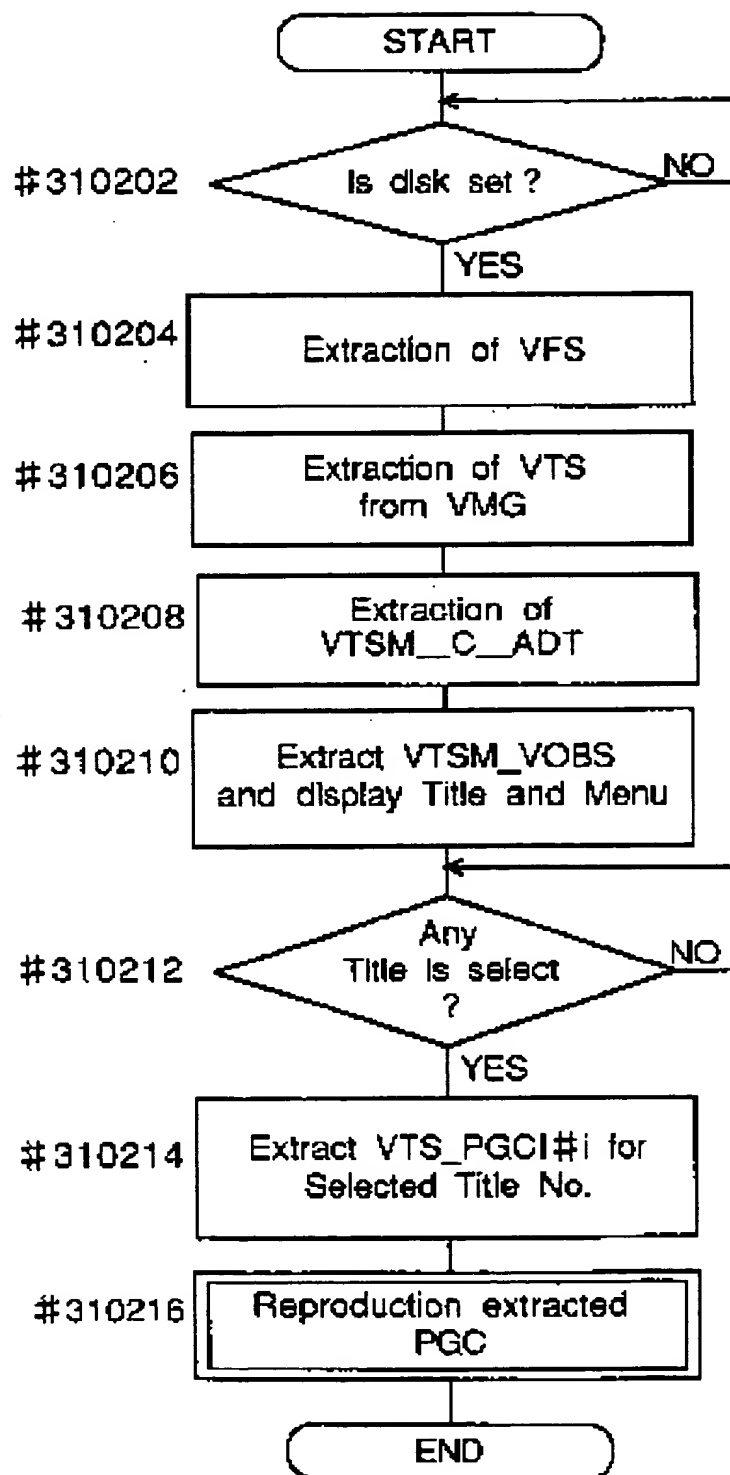 START
#310202
Is disk set ?
NO
YES
#310204
Extraction of VFS
#310206
Extraction of VTS
from VMG
#310208
Extraction of
VTSM__C__ADT
#310210
Extract VTSM_VOBS
and display Title and Menu
#310212
Any
Title is select
?
NO
YES
#310214
Extract VTS_PGCI#i for
Selected Title No.
#310216
Reproduction extracted
PGC
END